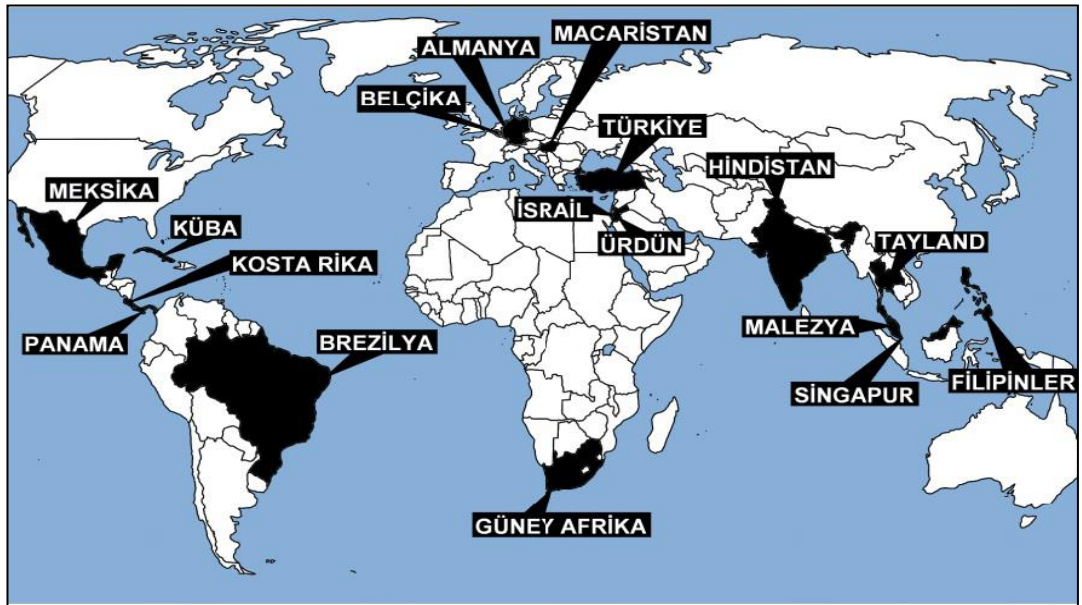 MACARİSTAN
ALMANYA
BELÇİKA
TÜRKİYE
HİNDİSTAN
MEKSİKA
İSRAİL
KÜBA
ÜRDÜN
TAYLAND
KOSTA RİKA
PANAMA
BREZİLYA
MALEZYA
SİNGAPUR
FİLİPİNLER
GÜNEY AFRİKA